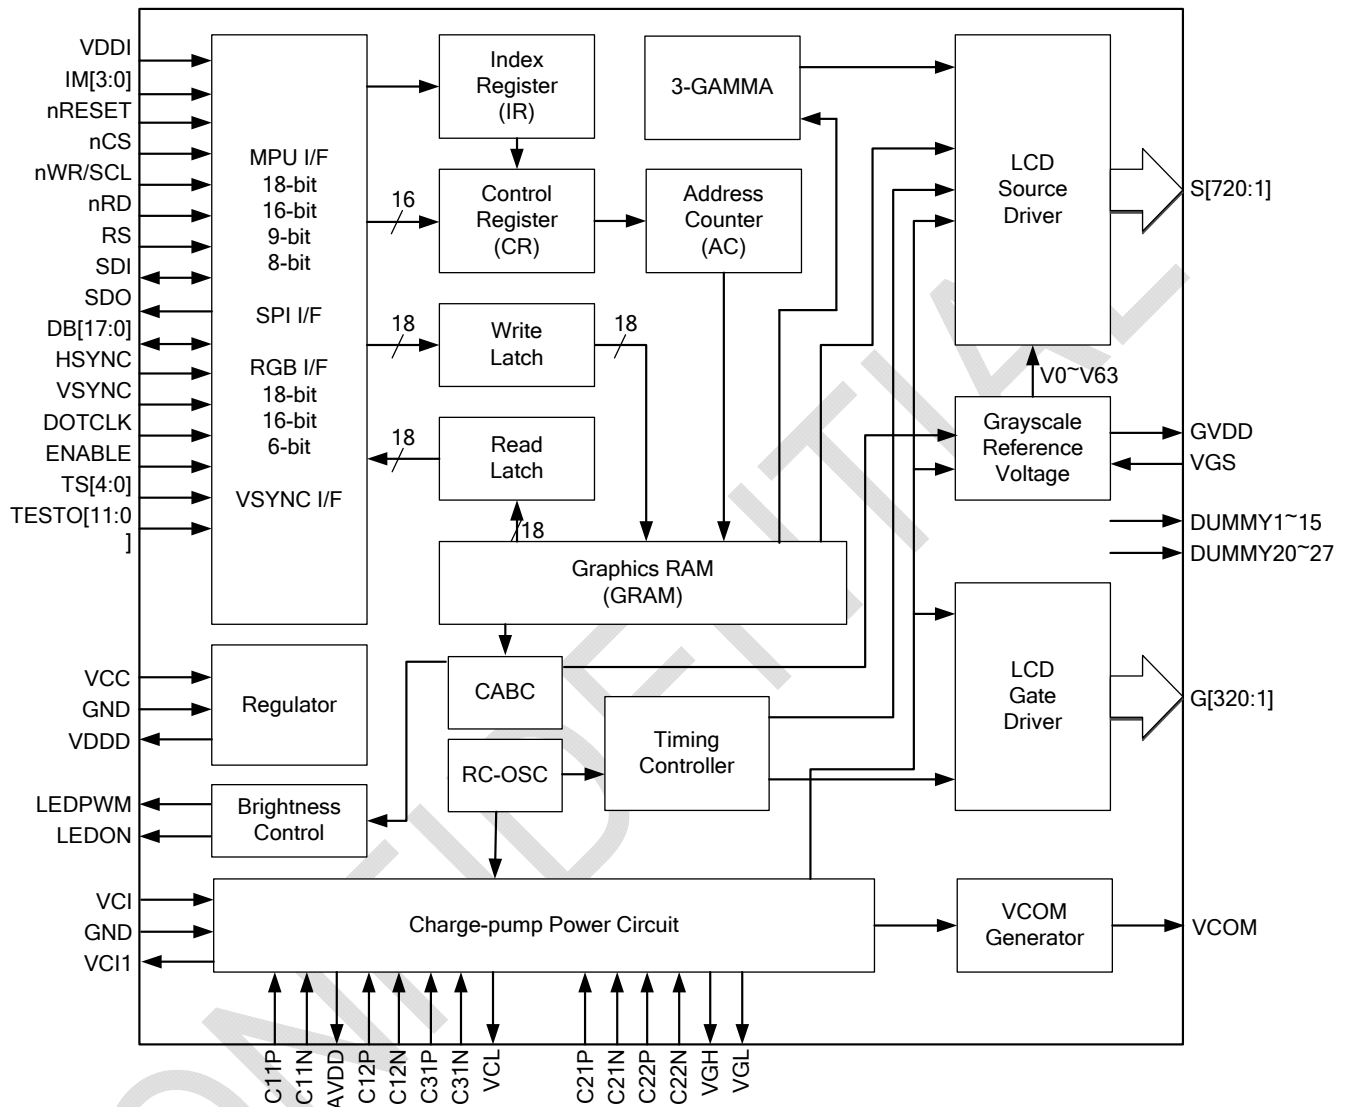 VDDI
IM[3:0]
nRESET
nCS
nWR/SCL
nRD
RS
SDI
SDO
DB[17:0]
HSYNC
VSYNC
DOTCLK
ENABLE
TS[4:0]
TESTO[11:0
]
MPU I/F
18-bit
16-bit
9-bit
8-bit
SPI I/F
RGB I/F
18-bit
16-bit
6-bit
VSYNC I/F
Index
Register
(IR)
3-GAMMA
16
Control
Register
(CR)
Address
Counter
(AC)
LCD
Source
Driver
S[720:1]
18
Write
Latch
18
V0~V63
18
Read
Latch
18
Grayscale
Reference
Voltage
GVDD
VGS
DUMMY1~15
DUMMY20~27
Graphics RAM
(GRAM)
VCC
GND
VDDD
Regulator
CABC
RC-OSC
Timing
Controller
LCD
Gate
Driver
G[320:1]
LEDPWM
LEDON
Brightness
Control
VCI
GND
VCI1
Charge-pump Power Circuit
VCOM
Generator
VCOM
C11P
C11N
AVDD
C12P
C12N
C31P
C31N
VCL
C21P
C21N
C22P
C22N
VGH
VGL
ONFIDEITIAL